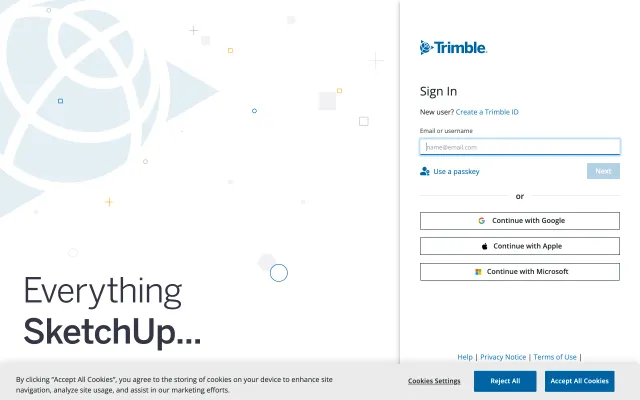 Everything
SketchUp...
Trimble.
Sign In
New user? Create a Trimble ID
Email or username
name@email.com
Use a passkey
Next
or
Continue with Google
Continue with Apple
Continue with Microsoft
Help | Privacy Notice | Terms of Use |
By clicking “Accept All Cookies”, you agree to the storing of cookies on your device to enhance site
navigation, analyze site usage, and assist in our marketing efforts.
Cookies Settings
Reject All
Accept All Cookies